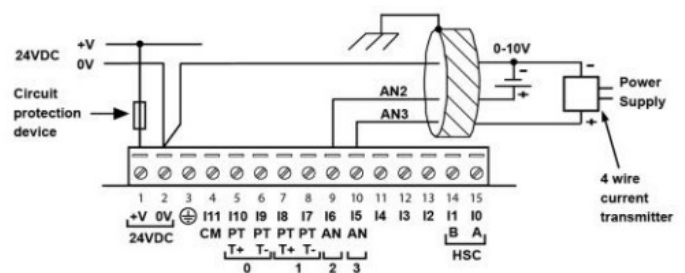 24VDC
+V
0V
Circuit
protection
device
0-10V
-
+
AN2
AN3
-
+
Power
Supply
4 wire
current
transmitter
1 2 3 4 5 6 7 8 9 10 11 12 13 14 15
+V 0V I11 I10 I9 I8 I7 I6 I5 I4 I3 I2 I1 I0
CM PT PT PT PT AN AN B A
T+ T- T+ T-
24VDC
0 1 2 3
HSC